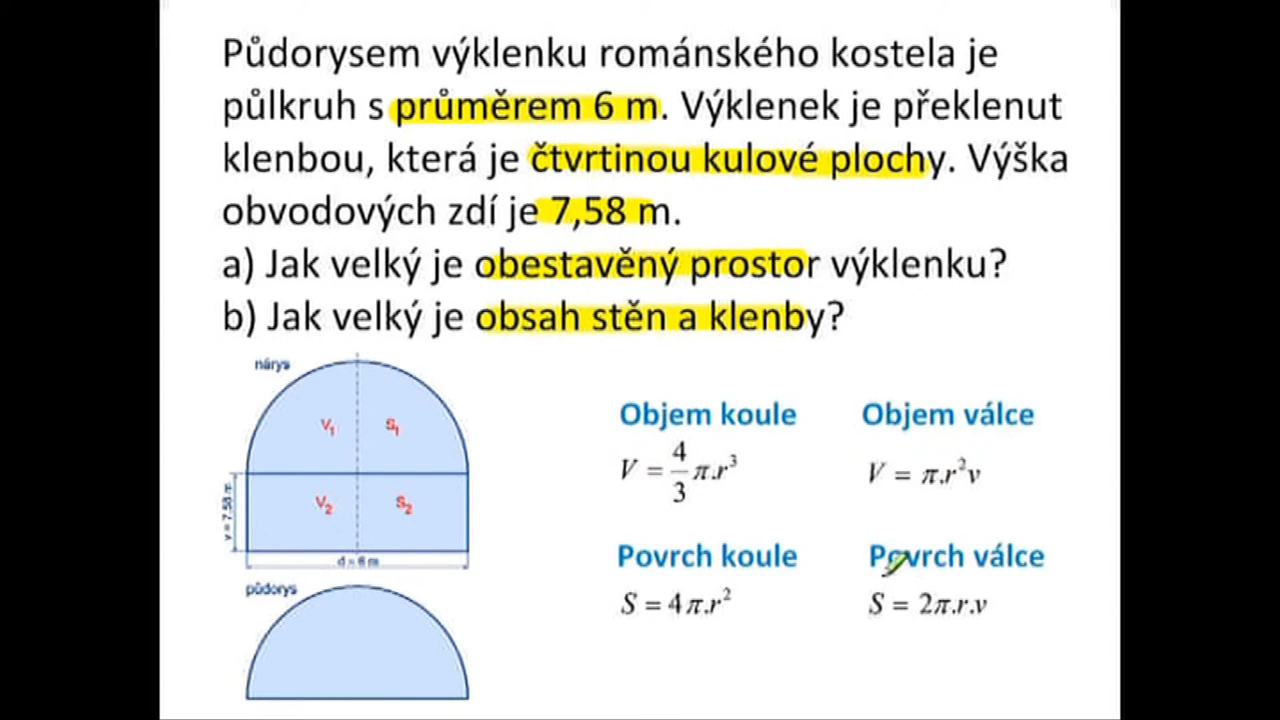 Půdorysem výklenku románského kostela je
půlkruh s průměrem 6 m. Výklenek je překlenut
klenbou, která je čtvrtinou kulové plochy. Výška
obvodových zdí je 7,58 m.
a) Jak velký je obestavěný prostor výklenku?
b) Jak velký je obsah stěn a klenby?
nárys
V₁ S₁
V₂ S₂
v = 7,58 m
d = 6 m
půdorys
Objem koule
V = 4/3 π.r³
Objem válce
V = π.r²v
Povrch koule
S = 4π.r²
Povrch válce
S = 2π.r.v